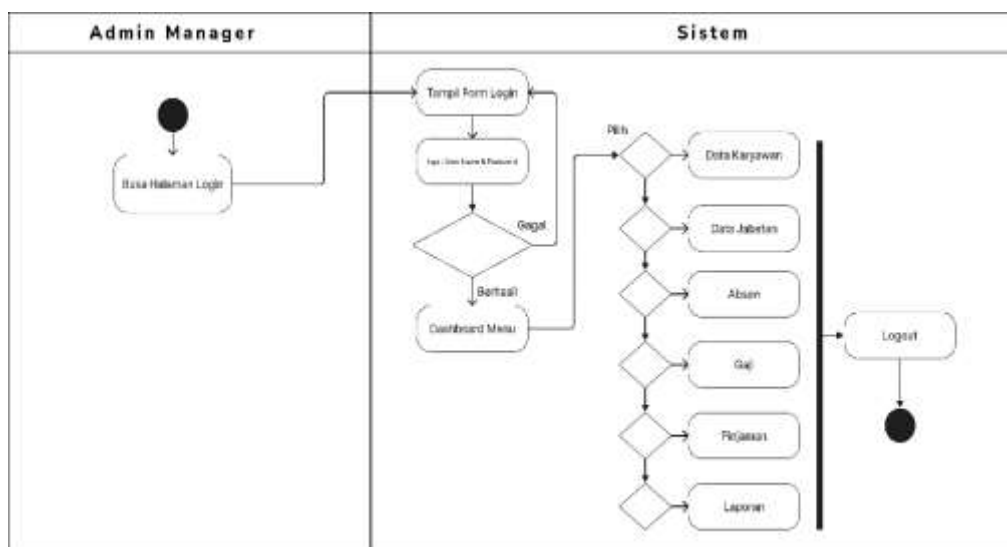 Admin Manager
Sistem
Tampil Form Login
Buka Halaman Login
Gagal
Berhasil
Dashboard Menu
Pilih
Data Karyawan
Data Jabatan
Absen
Gaji
Pinjaman
Laporan
Logout